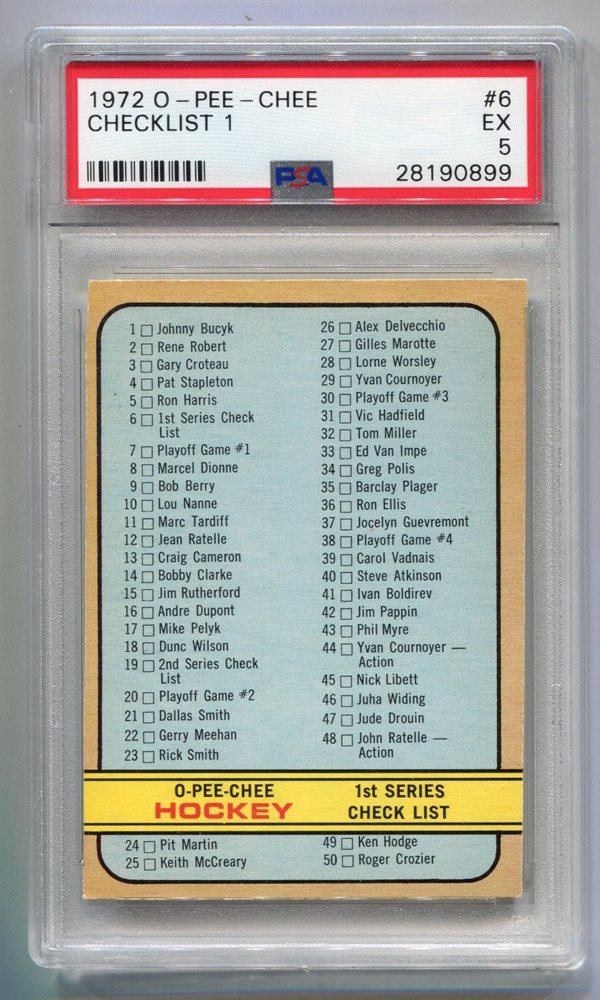 1972 O-PEE-CHEE #6
CHECKLIST 1 EX
5
PSA 28190899
1 Johnny Bucyk
2 Rene Robert
3 Gary Croteau
4 Pat Stapleton
5 Ron Harris
6 1st Series Check
List
7 Playoff Game #1
8 Marcel Dionne
9 Bob Berry
10 Lou Nanne
11 Marc Tardiff
12 Jean Ratelle
13 Craig Cameron
14 Bobby Clarke
15 Jim Rutherford
16 Andre Dupont
17 Mike Pelyk
18 Dunc Wilson
19 2nd Series Check
List
20 Playoff Game #2
21 Dallas Smith
22 Gerry Meehan
23 Rick Smith
26 Alex Delvecchio
27 Gilles Marotte
28 Lorne Worsley
29 Yvan Cournoyer
30 Playoff Game #3
31 Vic Hadfield
32 Tom Miller
33 Ed Van Impe
34 Greg Polis
35 Barclay Plager
36 Ron Ellis
37 Jocelyn Guevremont
38 Playoff Game #4
39 Carol Vadnais
40 Steve Atkinson
41 Ivan Boldirev
42 Jim Pappin
43 Phil Myre
44 Yvan Cournoyer —
Action
45 Nick Libett
46 Juha Widing
47 Jude Drouin
48 John Ratelle —
Action
O-PEE-CHEE
HOCKEY
1st SERIES
CHECK LIST
24 Pit Martin
25 Keith McCreary
49 Ken Hodge
50 Roger Crozier